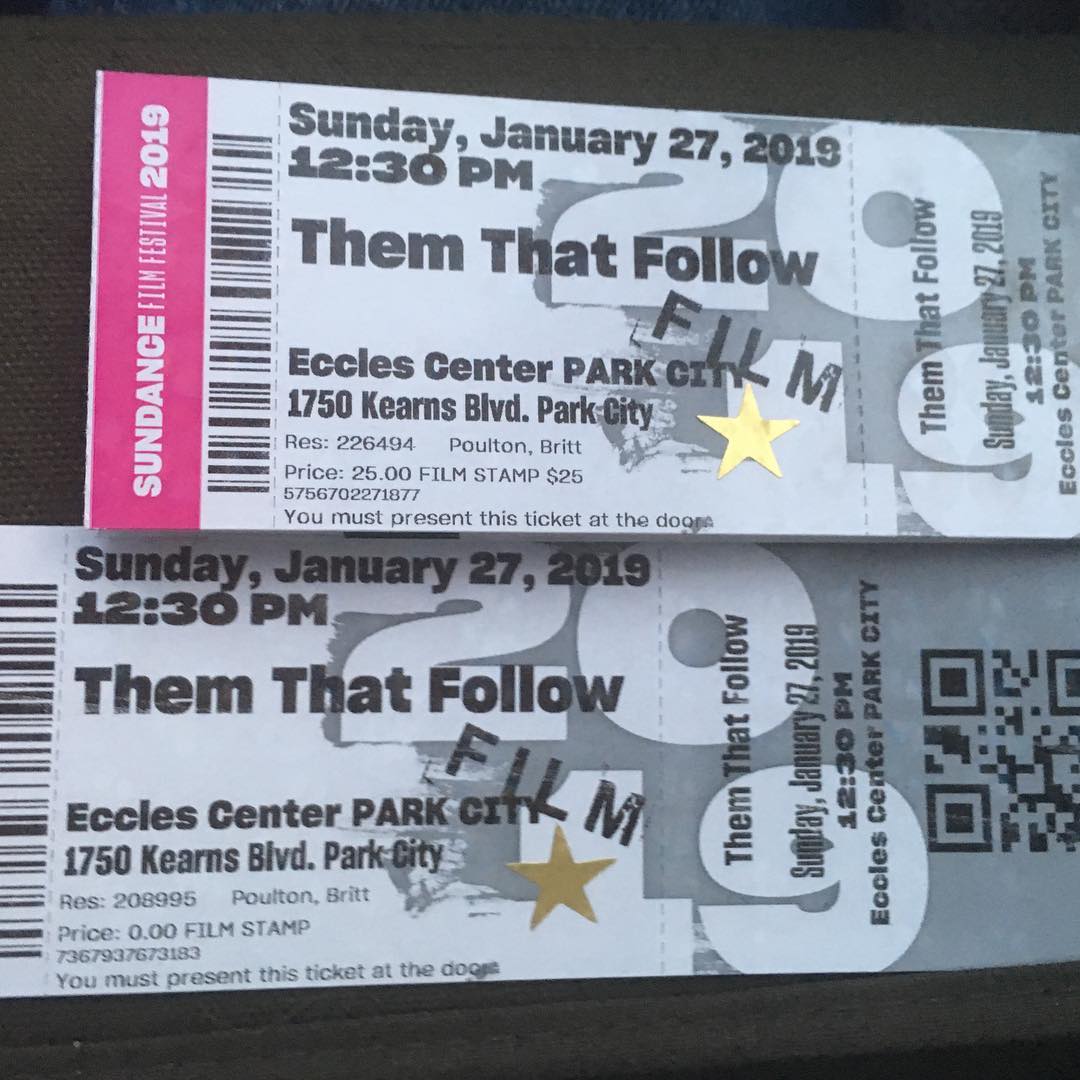 SUNDANCE FILM FESTIVAL 2019
Sunday, January 27, 2019
12:30 PM
Them That Follow
FILM
Eccles Center PARK CITY
1750 Kearns Blvd. Park City
Res: 226494 Poulton, Britt
Price: 25.00 FILM STAMP $25
5756702271877
You must present this ticket at the door.
2019
Them That Follow
Sunday, January 27, 2019
12:30 PM
Eccles Center PARK CITY
Sunday, January 27, 2019
12:30 PM
Them That Follow
FILM
Eccles Center PARK CITY
1750 Kearns Blvd. Park City
Res: 208995 Poulton, Britt
Price: 0.00 FILM STAMP
7367937673183
You must present this ticket at the door.
2019
Them That Follow
Sunday, January 27, 2019
12:30 PM
Eccles Center PARK CITY